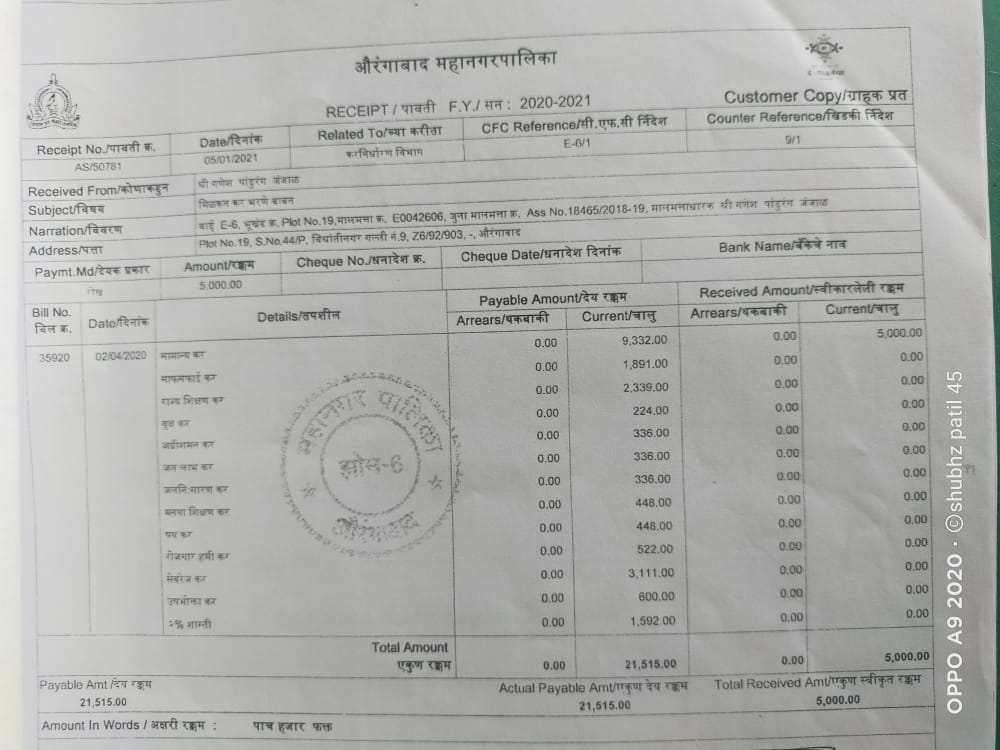 औरंगाबाद महानगरपालिका
RECEIPT / पावती F.Y./ सन : 2020-2021
Customer Copy/ग्राहक प्रत
Receipt No./पावती क्र. Date/दिनांक Related To/च्या करीता CFC Reference/सी.एफ.सी निर्देश Counter Reference/खिडकी निर्देश
AS/50781 05/01/2021 करनिर्धारण विभाग E-6/1 9/1
Received From/कोणाकडुन श्री गणेश पांडुरंग जंजाळ
Subject/विषय मिळकत कर भरणे बाबत
Narration/विवरण वार्ड E-6, भूखंड क्र. Plot No.19,मालमत्ता क्र. E0042606, जुना मालमत्ता क्र. Ass No.18465/2018-19, मालमत्ताधारक श्री गणेश पांडुरंग जंजाळ
Address/पत्ता Plot No.19, S.No.44/P, विश्रांतीनगर गल्ली नं.9, Z6/92/903, -, औरंगाबाद
Paymt.Md/देयक प्रकार Amount/रक्कम Cheque No./धनादेश क्र. Cheque Date/धनादेश दिनांक Bank Name/बँकेचे नाव
रोख 5,000.00
Bill No. बिल क्र. Date/दिनांक Details/तपशील Payable Amount/देय रक्कम Received Amount/स्वीकारलेली रक्कम
Arrears/थकबाकी Current/चालु Arrears/थकबाकी Current/चालु
35920 02/04/2020 सामान्य कर 0.00 9,332.00 0.00 5,000.00
साफसफाई कर 0.00 1,891.00 0.00 0.00
राज्य शिक्षण कर 0.00 2,339.00 0.00 0.00
वृक्ष कर 0.00 224.00 0.00 0.00
अग्निशमन कर 0.00 336.00 0.00 0.00
जल लाभ कर 0.00 336.00 0.00 0.00
जलनि:सारण कर 0.00 336.00 0.00 0.00
मनपा शिक्षण कर 0.00 448.00 0.00 0.00
पथ कर 0.00 448.00 0.00 0.00
रोजगार हमी कर 0.00 522.00 0.00 0.00
सेवरेज कर 0.00 3,111.00 0.00 0.00
उपभोक्ता कर 0.00 600.00 0.00 0.00
२% शास्ती 0.00 1,592.00 0.00 0.00
महानगर पालिका
झोन-6
औरंगाबाद
Total Amount
एकुण रक्कम 0.00 21,515.00 0.00 5,000.00
Payable Amt /देय रक्कम Actual Payable Amt/एकुण देय रक्कम Total Received Amt/एकुण स्वीकृत रक्कम
21,515.00 21,515.00 5,000.00
Amount In Words / अक्षरी रक्कम : पाच हजार फक्त
OPPO A9 2020 · ©shubhz patil 45